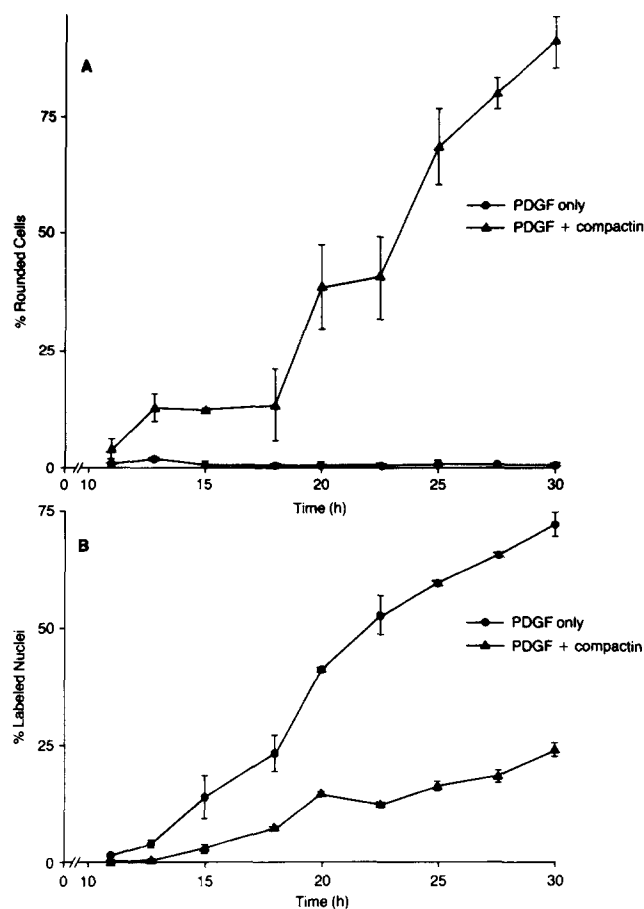 A
75
50
25
0
% Rounded Cells
PDGF only
PDGF + compactin
0 10 15 20 25 30
Time (h)
75
B
50
25
0
% Labeled Nuclei
PDGF only
PDGF + compactin
0 10 15 20 25 30
Time (h)